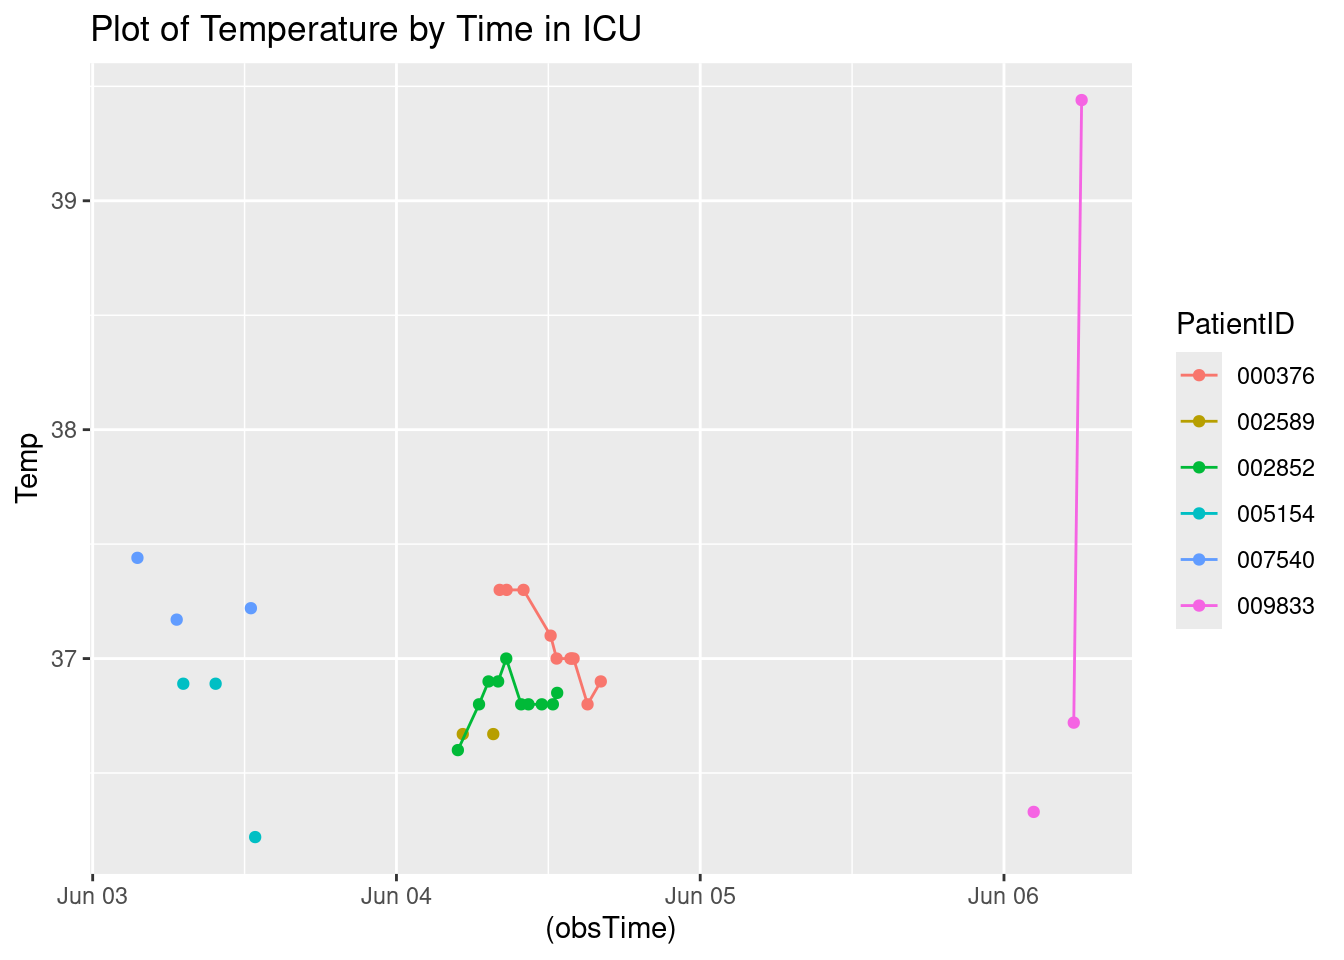 Plot of Temperature by Time in ICU
39
38
37
Temp
Jun 03
Jun 04
Jun 05
Jun 06
(obsTime)
PatientID
000376
002589
002852
005154
007540
009833